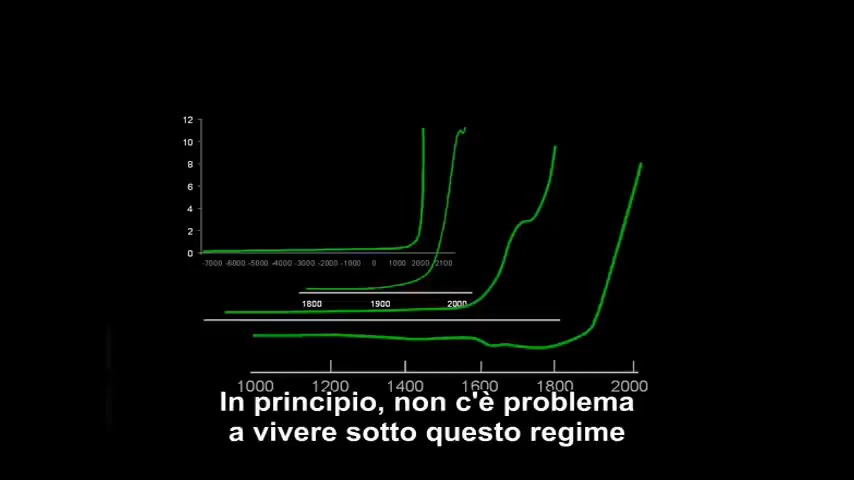 12
10
8
6
4
2
0
-7000 -6000 -5000 -4000 -3000 -2000 -1000 0 1000 2000 2100
1800 1900 2000
1000 1200 1400 1600 1800 2000
In principio, non c'è problema
a vivere sotto questo regime